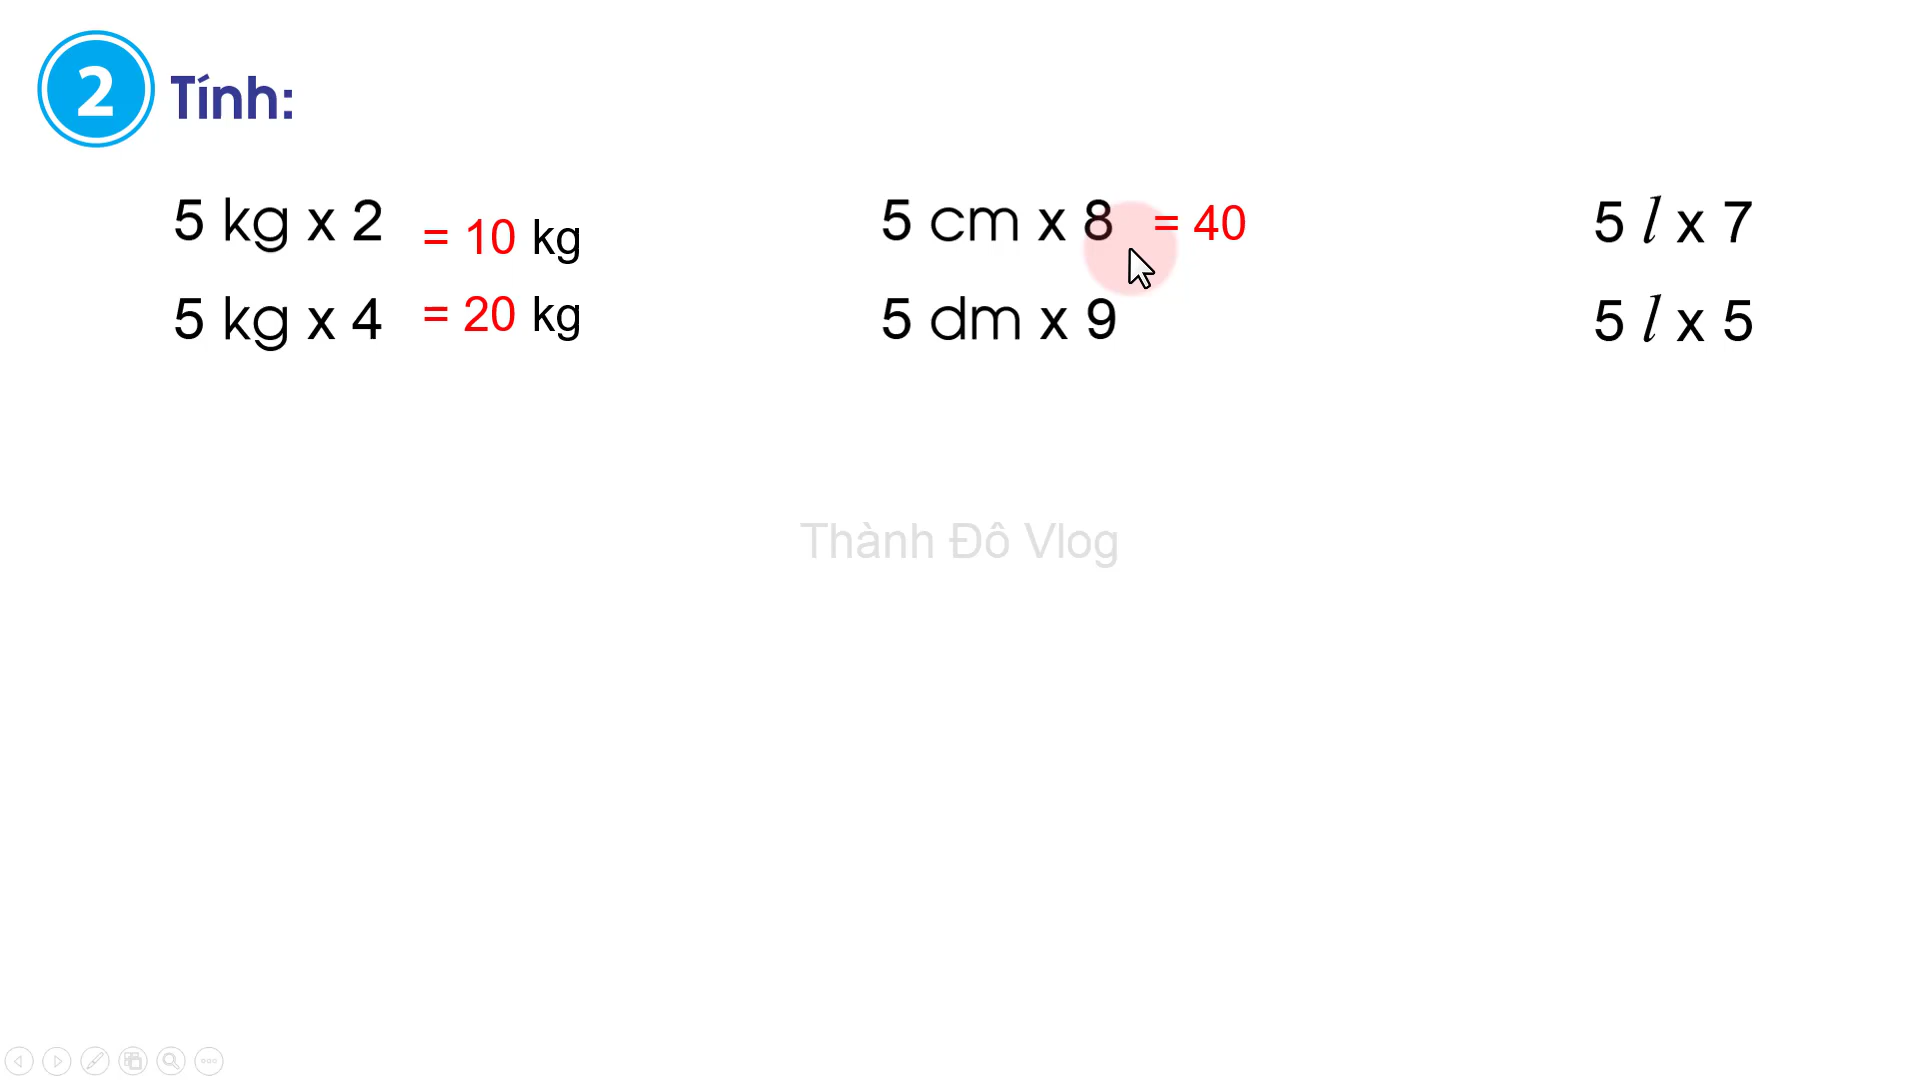 2 Tính:
5 kg x 2 = 10 kg
5 cm x 8 = 40
5 l x 7
5 kg x 4 = 20 kg
5 dm x 9
5 l x 5
Thành Đô Vlog